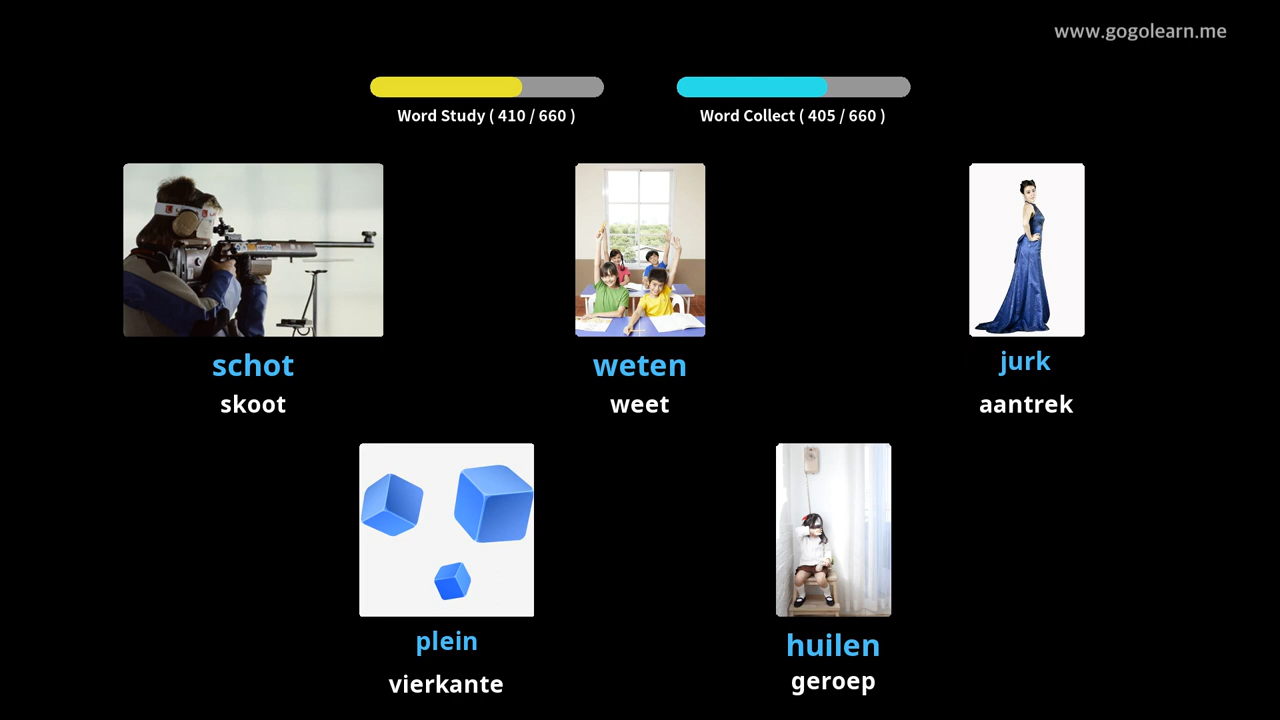 www.gogolearn.me
Word Study ( 410 / 660 )
Word Collect ( 405 / 660 )
schot
skoot
weten
weet
jurk
aantrek
plein
vierkante
huilen
geroep